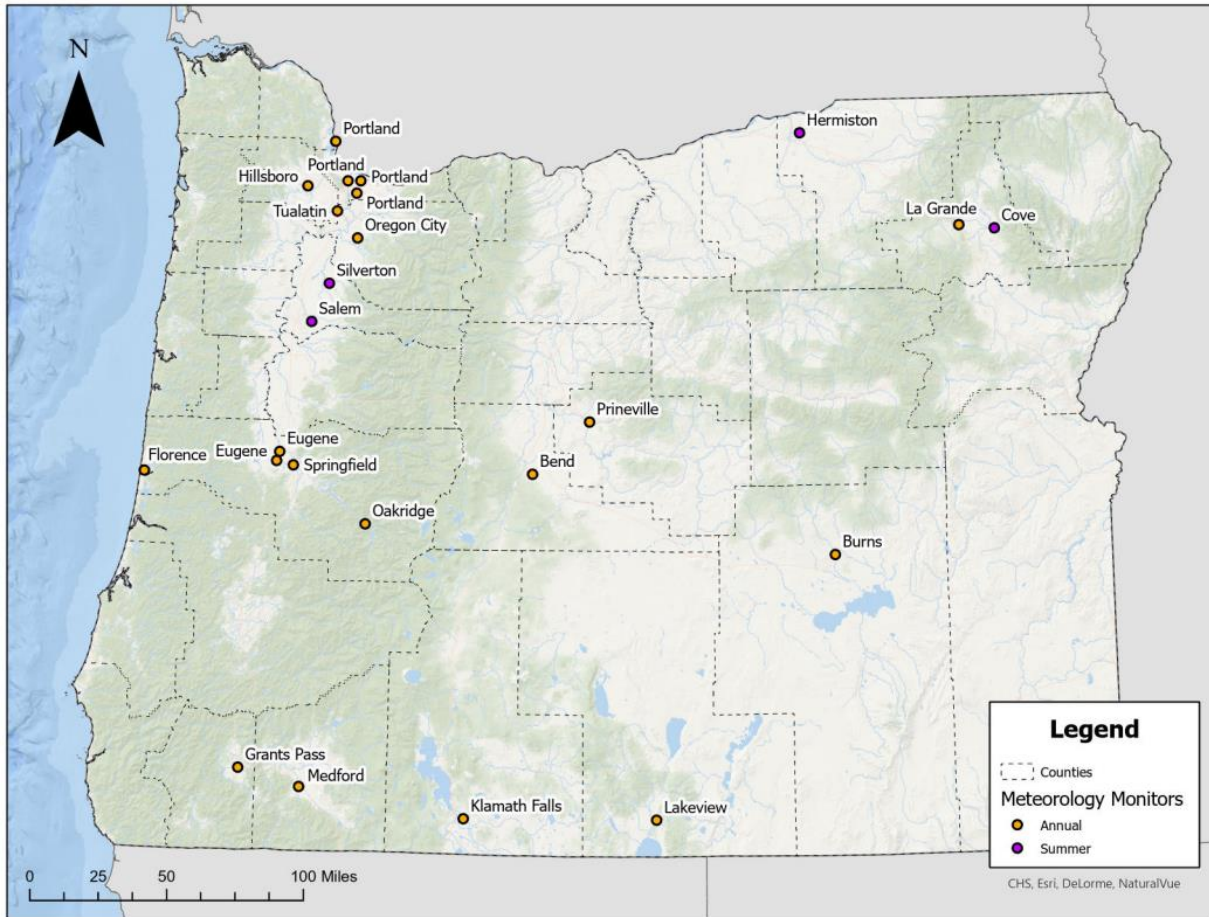 N
Portland
Hermiston
Portland
Portland
Hillsboro
Portland
Tualatin
La Grande
Cove
Oregon City
Silverton
Salem
Prineville
Eugene
Florence
Eugene
Springfield
Bend
Oakridge
Burns
Legend
Counties
Meteorology Monitors
Annual
Summer
Grants Pass
Medford
Klamath Falls
Lakeview
0 25 50 100 Miles
CHS, Esri, DeLorme, NaturalVue